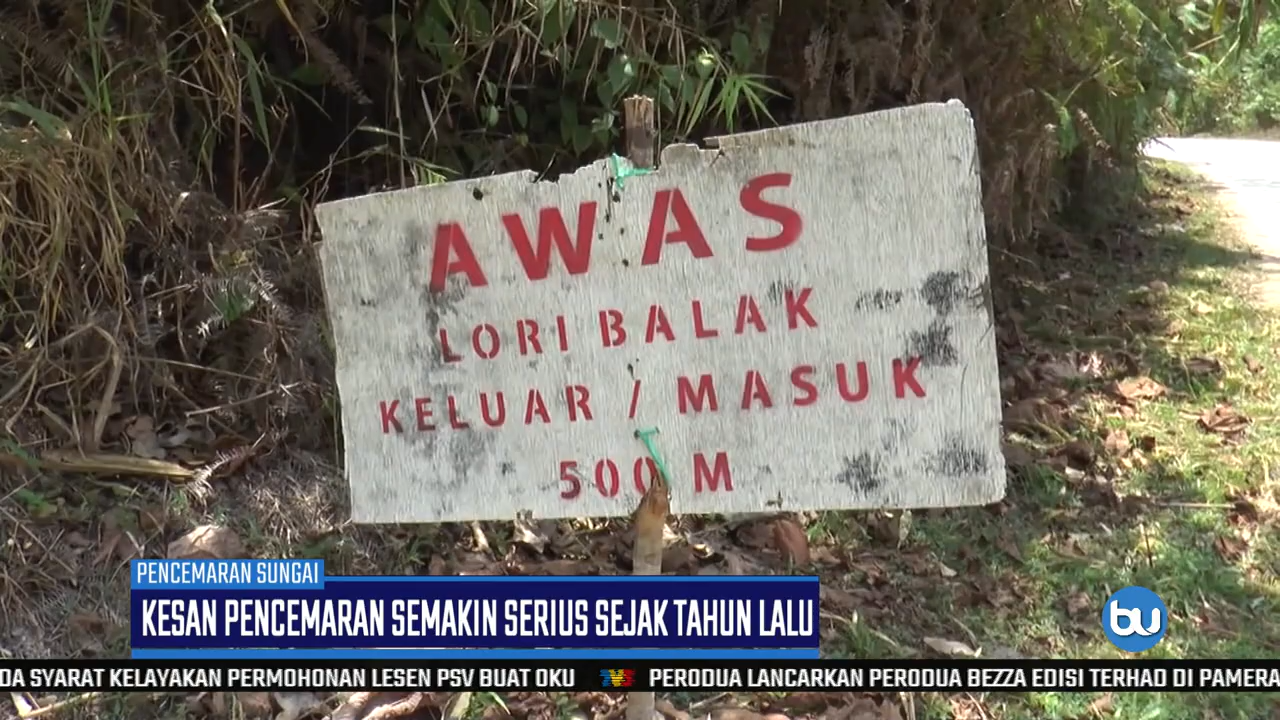 AWAS
LORI BALAK
KELUAR / MASUK
500 M
PENCEMARAN SUNGAI
KESAN PENCEMARAN SEMAKIN SERIUS SEJAK TAHUN LALU
bu
DA SYARAT KELAYAKAN PERMOHONAN LESEN PSV BUAT OKU PERODUA LANCARKAN PERODUA BEZZA EDISI TERHAD DI PAMERA